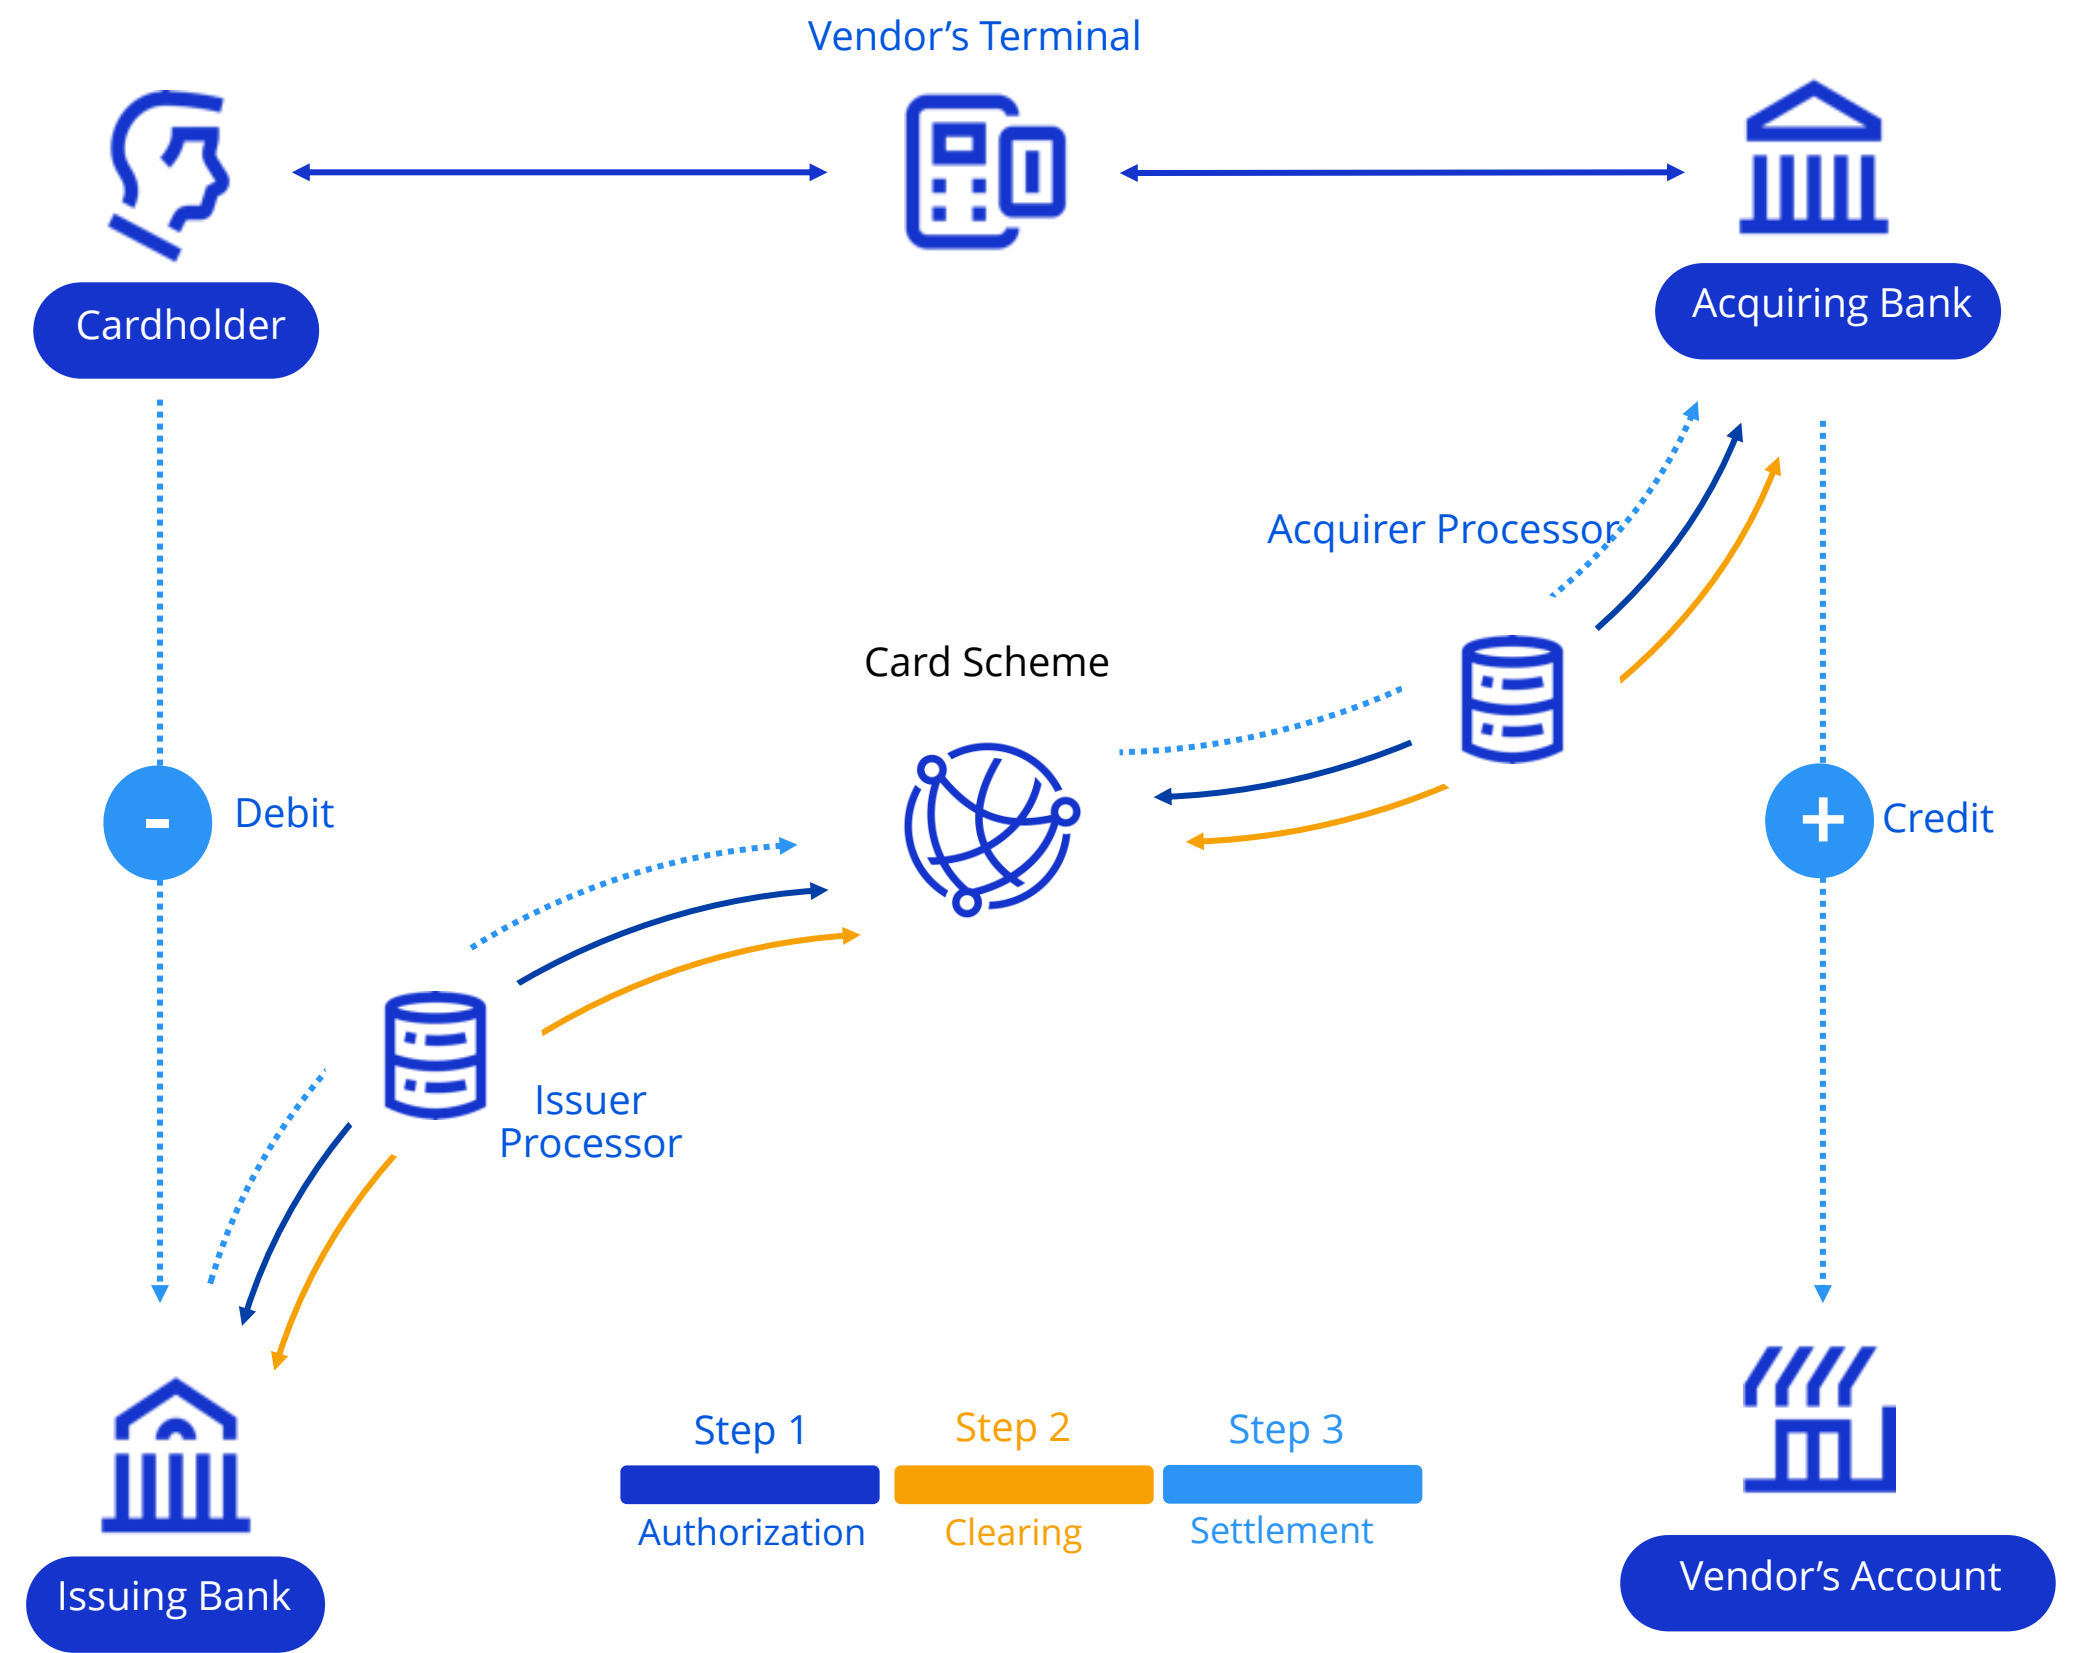 Vendor’s Terminal
Cardholder
Acquiring Bank
Acquirer Processor
Card Scheme
-
Debit
+
Credit
Issuer
Processor
Step 1
Step 2
Step 3
Authorization
Clearing
Settlement
Issuing Bank
Vendor’s Account